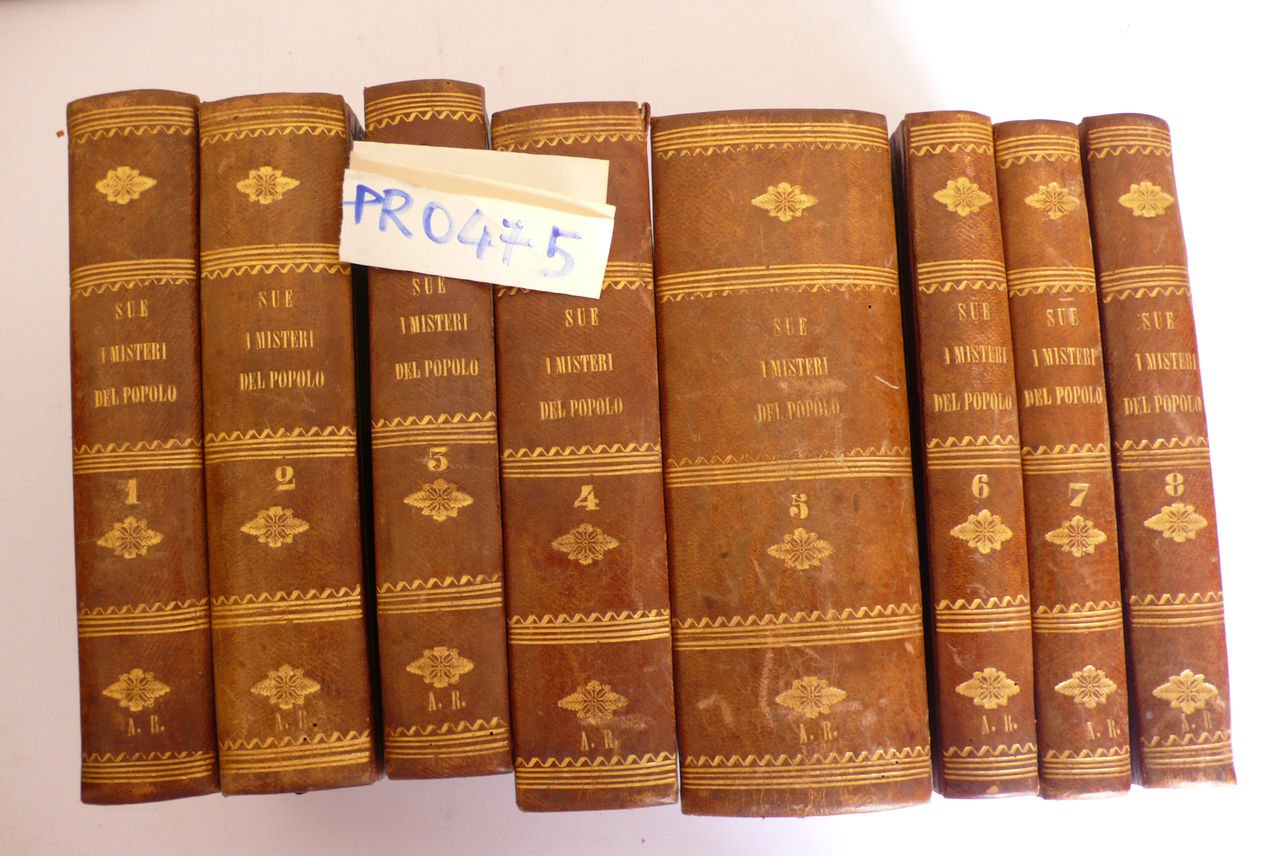 PR0475
SUE
I MISTERI
DEL POPOLO
1
A. R.
SUE
I MISTERI
DEL POPOLO
2
A. R.
SUE
I MISTERI
DEL POPOLO
3
A. R.
SUE
I MISTERI
DEL POPOLO
4
A. R.
SUE
I MISTERI
DEL POPOLO
5
A. R.
SUE
I MISTERI
DEL POPOLO
6
A. R.
SUE
I MISTERI
DEL POPOLO
7
A. R.
SUE
I MISTERI
DEL POPOLO
8
A. R.